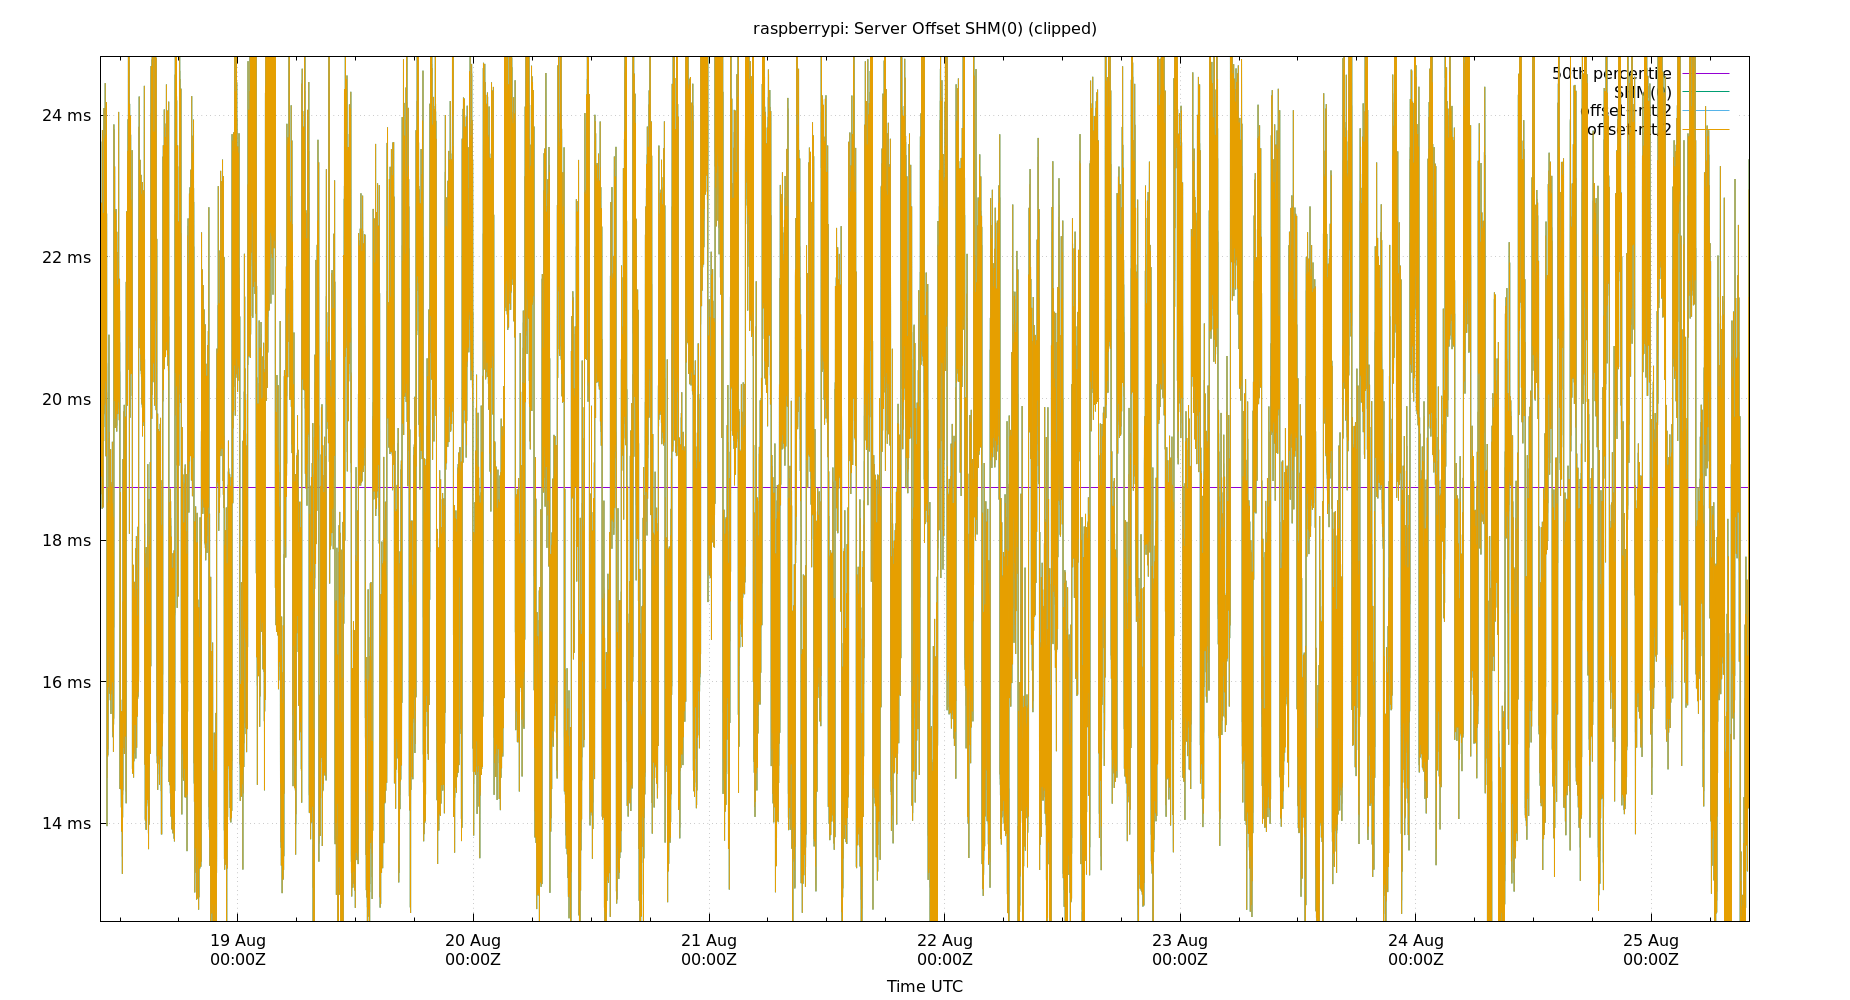 raspberrypi: Server Offset SHM(0) (clipped)
50th percentile
SHM(0)
24 ms
22 ms
20 ms
18 ms
16 ms
14 ms
19 Aug
00:00Z
20 Aug
00:00Z
21 Aug
00:00Z
22 Aug
00:00Z
23 Aug
00:00Z
24 Aug
00:00Z
25 Aug
00:00Z
Time UTC